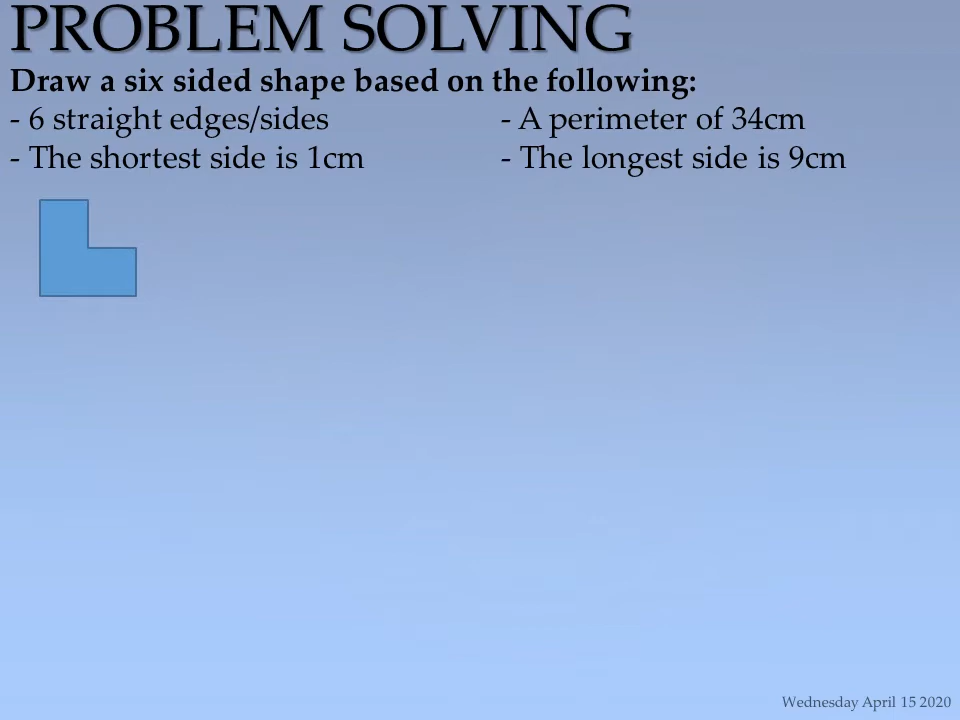 PROBLEM SOLVING
Draw a six sided shape based on the following:
- 6 straight edges/sides - A perimeter of 34cm
- The shortest side is 1cm - The longest side is 9cm
Wednesday April 15 2020